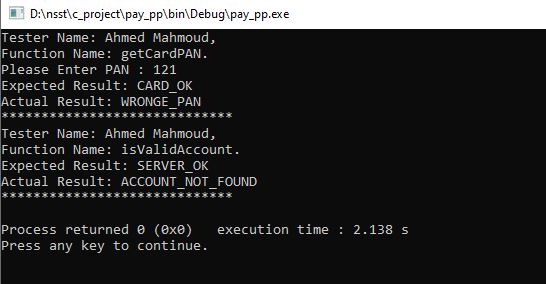 D:\nsst\c_project\pay_pp\bin\Debug\pay_pp.exe
Tester Name: Ahmed Mahmoud,
Function Name: getCardPAN.
Please Enter PAN : 121
Expected Result: CARD_OK
Actual Result: WRONGE_PAN
*****************************
Tester Name: Ahmed Mahmoud,
Function Name: isValidAccount.
Expected Result: SERVER_OK
Actual Result: ACCOUNT_NOT_FOUND
*****************************
Process returned 0 (0x0)   execution time : 2.138 s
Press any key to continue.